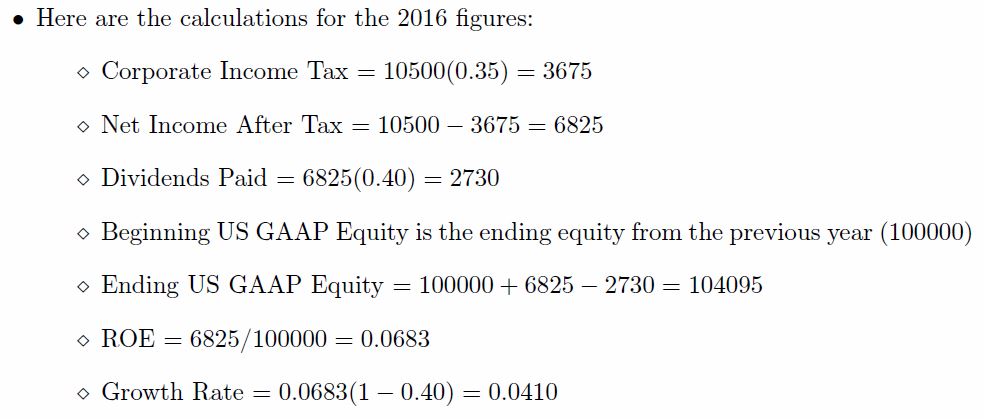 • Here are the calculations for the 2016 figures:
⋄ Corporate Income Tax = 10500(0.35) = 3675
⋄ Net Income After Tax = 10500 − 3675 = 6825
⋄ Dividends Paid = 6825(0.40) = 2730
⋄ Beginning US GAAP Equity is the ending equity from the previous year (100000)
⋄ Ending US GAAP Equity = 100000 + 6825 − 2730 = 104095
⋄ ROE = 6825/100000 = 0.0683
⋄ Growth Rate = 0.0683(1 − 0.40) = 0.0410